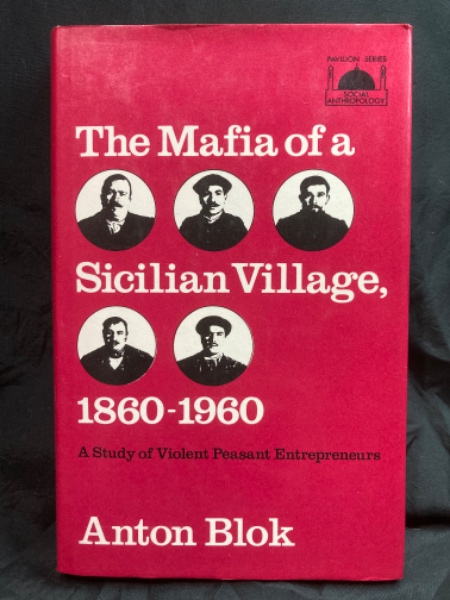 PAVILION SERIES
SOCIAL
ANTHROPOLOGY
The Mafia of a
Sicilian Village,
1860-1960
A Study of Violent Peasant Entrepreneurs
Anton Blok